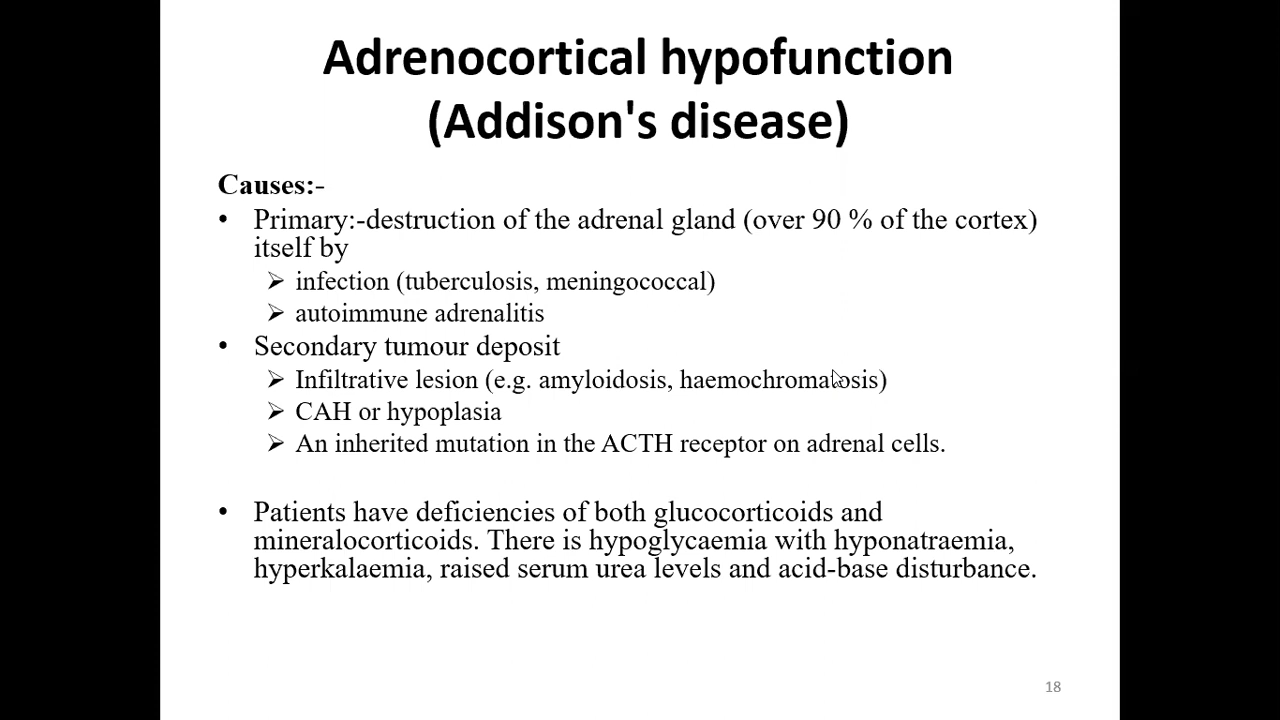 Adrenocortical hypofunction
(Addison's disease)
Causes:-
• Primary:-destruction of the adrenal gland (over 90 % of the cortex)
itself by
➢ infection (tuberculosis, meningococcal)
➢ autoimmune adrenalitis
• Secondary tumour deposit
➢ Infiltrative lesion (e.g. amyloidosis, haemochromatosis)
➢ CAH or hypoplasia
➢ An inherited mutation in the ACTH receptor on adrenal cells.
• Patients have deficiencies of both glucocorticoids and
mineralocorticoids. There is hypoglycaemia with hyponatraemia,
hyperkalaemia, raised serum urea levels and acid-base disturbance.
18